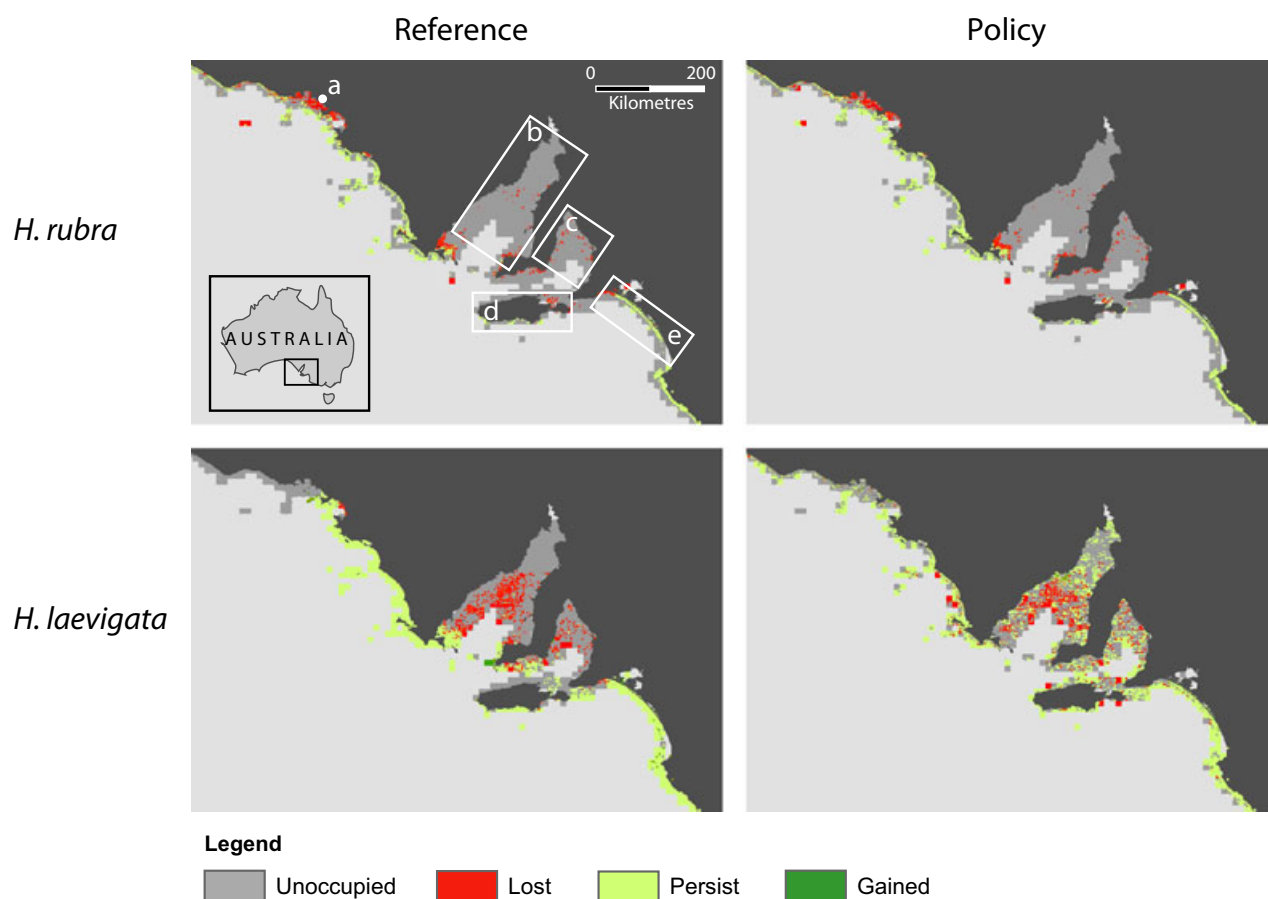 Reference
Policy
H. rubra
a
0 200
Kilometres
b
c
d
e
AUSTRALIA
H. laevigata
Legend
Unoccupied
Lost
Persist
Gained